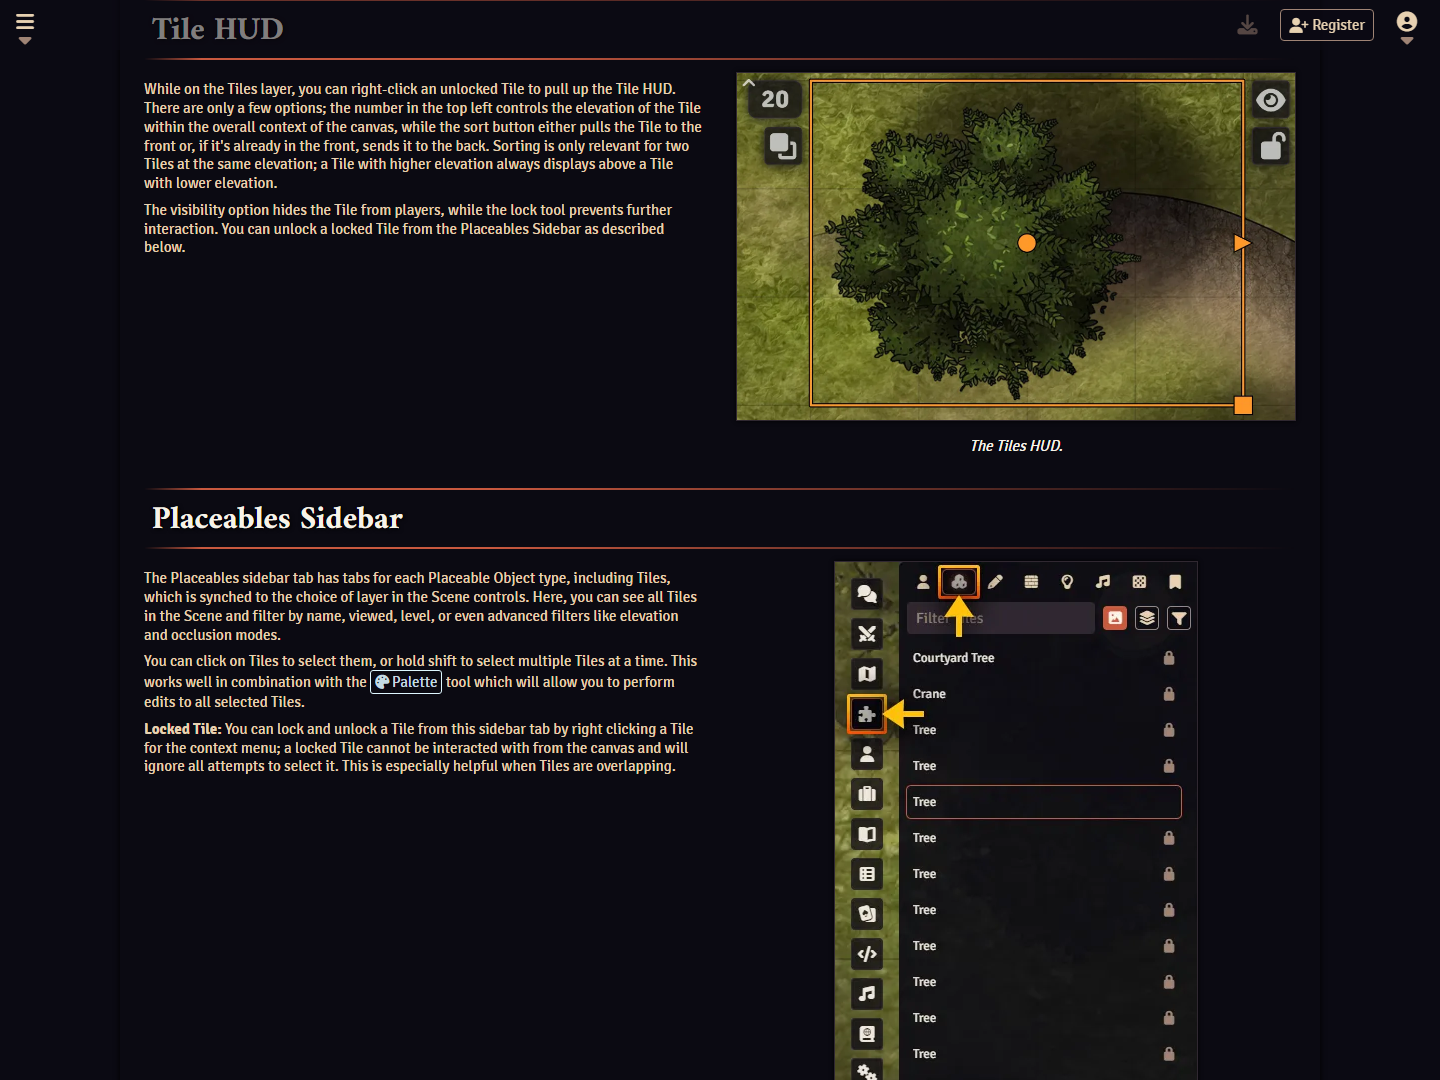 Tile HUD
Register
While on the Tiles layer, you can right-click an unlocked Tile to pull up the Tile HUD.
There are only a few options; the number in the top left controls the elevation of the Tile
within the overall context of the canvas, while the sort button either pulls the Tile to the
front or, if it's already in the front, sends it to the back. Sorting is only relevant for two
Tiles at the same elevation; a Tile with higher elevation always displays above a Tile
with lower elevation.
The visibility option hides the Tile from players, while the lock tool prevents further
interaction. You can unlock a locked Tile from the Placeables Sidebar as described
below.
20
The Tiles HUD.
Placeables Sidebar
The Placeables sidebar tab has tabs for each Placeable Object type, including Tiles,
which is synched to the choice of layer in the Scene controls. Here, you can see all Tiles
in the Scene and filter by name, viewed, level, or even advanced filters like elevation
and occlusion modes.
You can click on Tiles to select them, or hold shift to select multiple Tiles at a time. This
works well in combination with the Palette tool which will allow you to perform
edits to all selected Tiles.
Locked Tile: You can lock and unlock a Tile from this sidebar tab by right clicking a Tile
for the context menu; a locked Tile cannot be interacted with from the canvas and will
ignore all attempts to select it. This is especially helpful when Tiles are overlapping.
Filter
Courtyard Tree
Crane
Tree
Tree
Tree
Tree
Tree
Tree
Tree
Tree
Tree
Tree